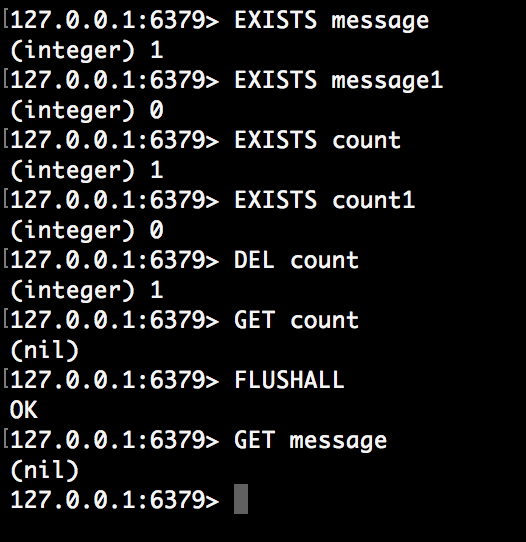 [127.0.0.1:6379> EXISTS message
(integer) 1
[127.0.0.1:6379> EXISTS message1
(integer) 0
[127.0.0.1:6379> EXISTS count
(integer) 1
[127.0.0.1:6379> EXISTS count1
(integer) 0
[127.0.0.1:6379> DEL count
(integer) 1
[127.0.0.1:6379> GET count
(nil)
[127.0.0.1:6379> FLUSHALL
OK
[127.0.0.1:6379> GET message
(nil)
127.0.0.1:6379>